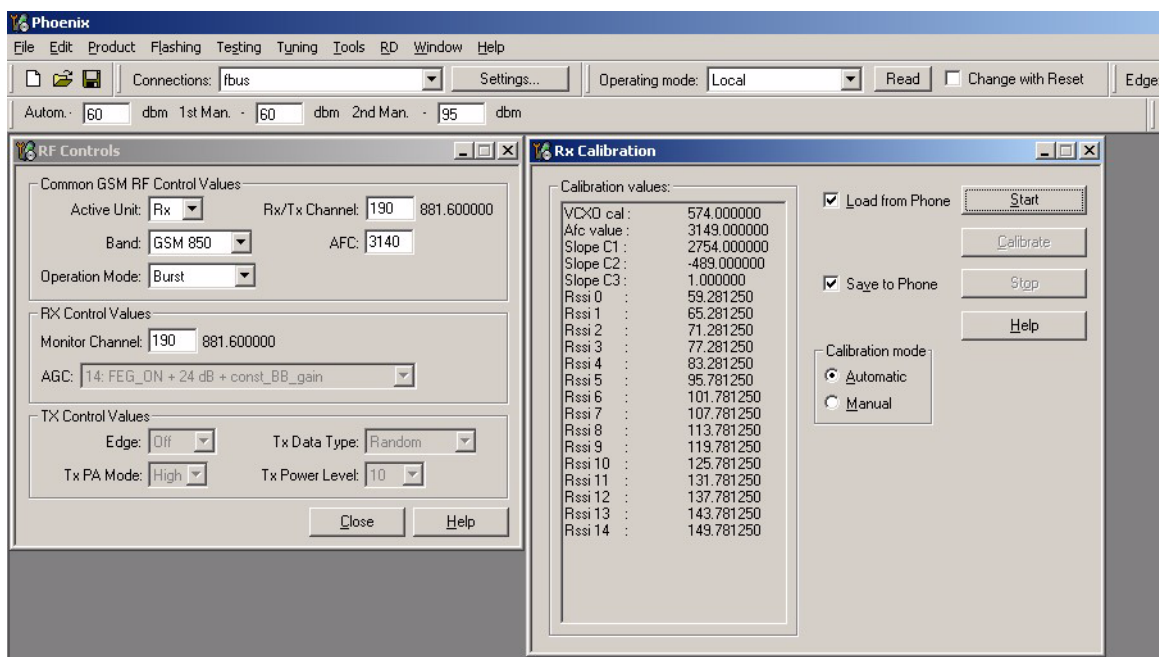 Phoenix
File Edit Product Flashing Testing Tuning Tools RD Window Help
Connections: fbus Settings... Operating mode: Local Read Change with Reset Edge
Autom. - 60 dbm 1st Man. - 60 dbm 2nd Man. - 95 dbm
RF Controls
Common GSM RF Control Values
Active Unit: Rx Rx/Tx Channel: 190 881.600000
Band: GSM 850 AFC: 3140
Operation Mode: Burst
RX Control Values
Monitor Channel: 190 881.600000
AGC: 14: FEG_ON + 24 dB + const_BB_gain
TX Control Values
Edge: Off Tx Data Type: Random
Tx PA Mode: High Tx Power Level: 10
Close Help
Rx Calibration
Calibration values:
VCXO cal : 574.000000
Afc value : 3149.000000
Slope C1 : 2754.000000
Slope C2 : -489.000000
Slope C3 : 1.000000
Rssi 0 : 59.281250
Rssi 1 : 65.281250
Rssi 2 : 71.281250
Rssi 3 : 77.281250
Rssi 4 : 83.281250
Rssi 5 : 95.781250
Rssi 6 : 101.781250
Rssi 7 : 107.781250
Rssi 8 : 113.781250
Rssi 9 : 119.781250
Rssi 10 : 125.781250
Rssi 11 : 131.781250
Rssi 12 : 137.781250
Rssi 13 : 143.781250
Rssi 14 : 149.781250
Load from Phone Start
Calibrate
Save to Phone Stop
Help
Calibration mode
Automatic
Manual